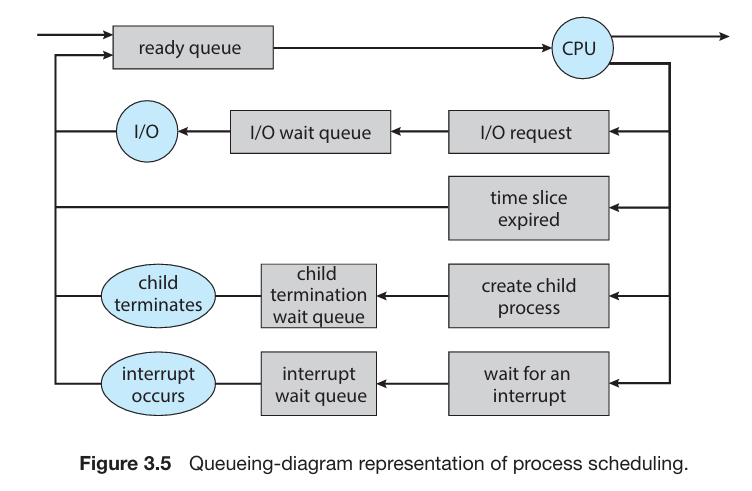 ready queue
CPU
I/O
I/O wait queue
I/O request
time slice
expired
child
terminates
child
termination
wait queue
create child
process
interrupt
occurs
interrupt
wait queue
wait for an
interrupt
Figure 3.5 Queueing-diagram representation of process scheduling.